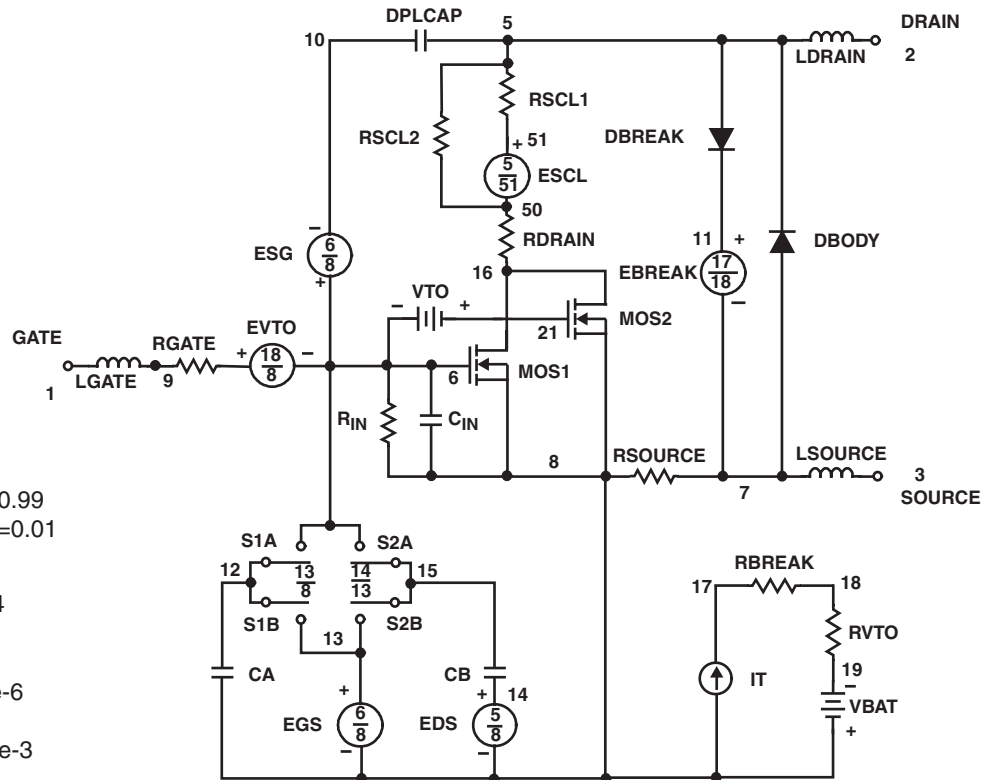 DPLCAP
5
DRAIN
2
10
LDRAIN
RSCL1
RSCL2
DBREAK
+ 51
5
51
ESCL
50
RDRAIN
ESG
−
6
8
+
11
+
EBREAK
17
18
−
DBODY
16
VTO
−
+
21
MOS2
GATE
1
LGATE
9
RGATE
EVTO
+
18
8
−
6
MOS1
RIN
CIN
8
RSOURCE
7
LSOURCE
3
SOURCE
0.99
=0.01
4
e-6
e-3
S1A
S2A
12
13
8
14
13
15
S1B
S2B
13
CA
CB
+
EGS
6
8
−
+
14
EDS
5
8
−
RBREAK
17
18
RVTO
19
IT
−
VBAT
+